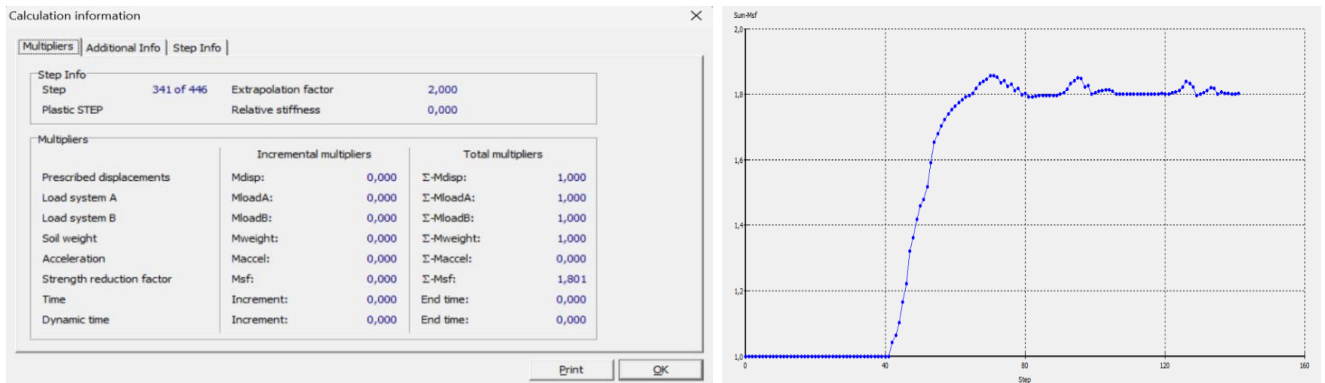 Calculation information
Multipliers Additional Info Step Info
Step Info
Step 341 of 446 Extrapolation factor 2,000
Plastic STEP Relative stiffness 0,000
Multipliers
Incremental multipliers Total multipliers
Prescribed displacements Mdisp: 0,000 Σ-Mdisp: 1,000
Load system A MloadA: 0,000 Σ-MloadA: 1,000
Load system B MloadB: 0,000 Σ-MloadB: 1,000
Soil weight Mweight: 0,000 Σ-Mweight: 1,000
Acceleration Maccel: 0,000 Σ-Maccel: 0,000
Strength reduction factor Msf: 0,000 Σ-Msf: 1,801
Time Increment: 0,000 End time: 0,000
Dynamic time Increment: 0,000 End time: 0,000
Print OK
Sum-Msf
2,0
1,8
1,6
1,4
1,2
1,0
0 40 80 120 160
Step